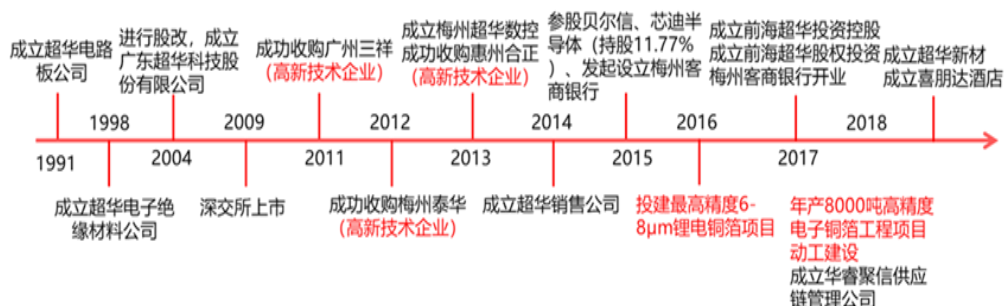 成立超华电路
板公司
进行股改，成立
广东超华科技股
份有限公司
成功收购广州三祥
（高新技术企业）
成立梅州超华数控
成功收购惠州合正
（高新技术企业）
参股贝尔信、芯迪半
导体（持股11.77%
）、发起设立梅州客
商银行
成立前海超华投资控股
成立前海超华股权投资
梅州客商银行开业
成立超华新材
成立喜朋达酒店
1998
2009
2012
2014
2016
2018
1991
2004
2011
2013
2015
2017
成立超华电子绝
缘材料公司
深交所上市
成功收购梅州泰华
（高新技术企业）
成立超华销售公司
投建最高精度6-
8μm锂电铜箔项目
年产8000吨高精度
电子铜箔工程项目
动工建设
成立华睿聚信供应
链管理公司